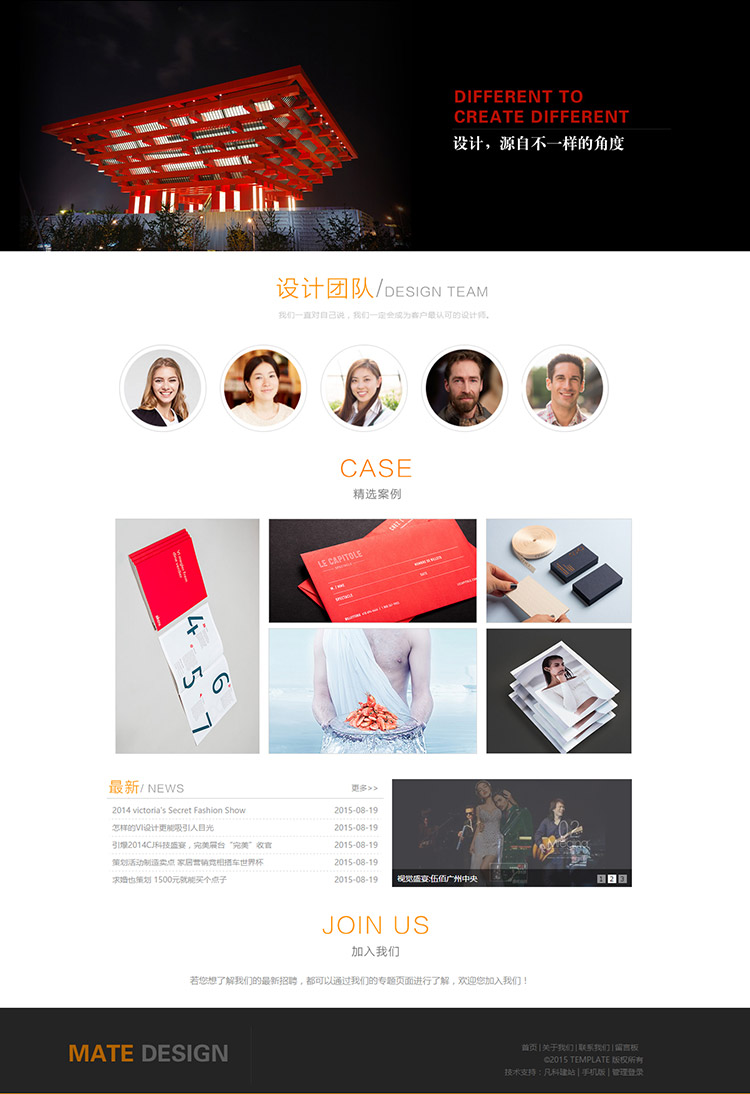 DIFFERENT TO
CREATE DIFFERENT
设计，源自不一样的角度
设计团队/DESIGN TEAM
我们一直对自己说，我们一定会成为客户最认可的设计师。
CASE
精选案例
4
5
6
7
LE CAPITOLE
SPECTACLE
DATE
最新/ NEWS
更多>>
2014 victoria's Secret Fashion Show 2015-08-19
怎样的VI设计更能吸引人目光 2015-08-19
引爆2014CJ科技盛宴，完美展台“完美”收官 2015-08-19
策划活动制造卖点 家居营销竞相搭车世界杯 2015-08-19
求婚也策划 1500元就能买个点子 2015-08-19
视觉盛宴:伍佰广州中央
1 2 3
JOIN US
加入我们
若您想了解我们的最新招聘，都可以通过我们的专题页面进行了解，欢迎您加入我们！
MATE DESIGN
首页|关于我们|联系我们|留言板
©2015 TEMPLATE 版权所有
技术支持：凡科建站 | 手机版 | 管理登录